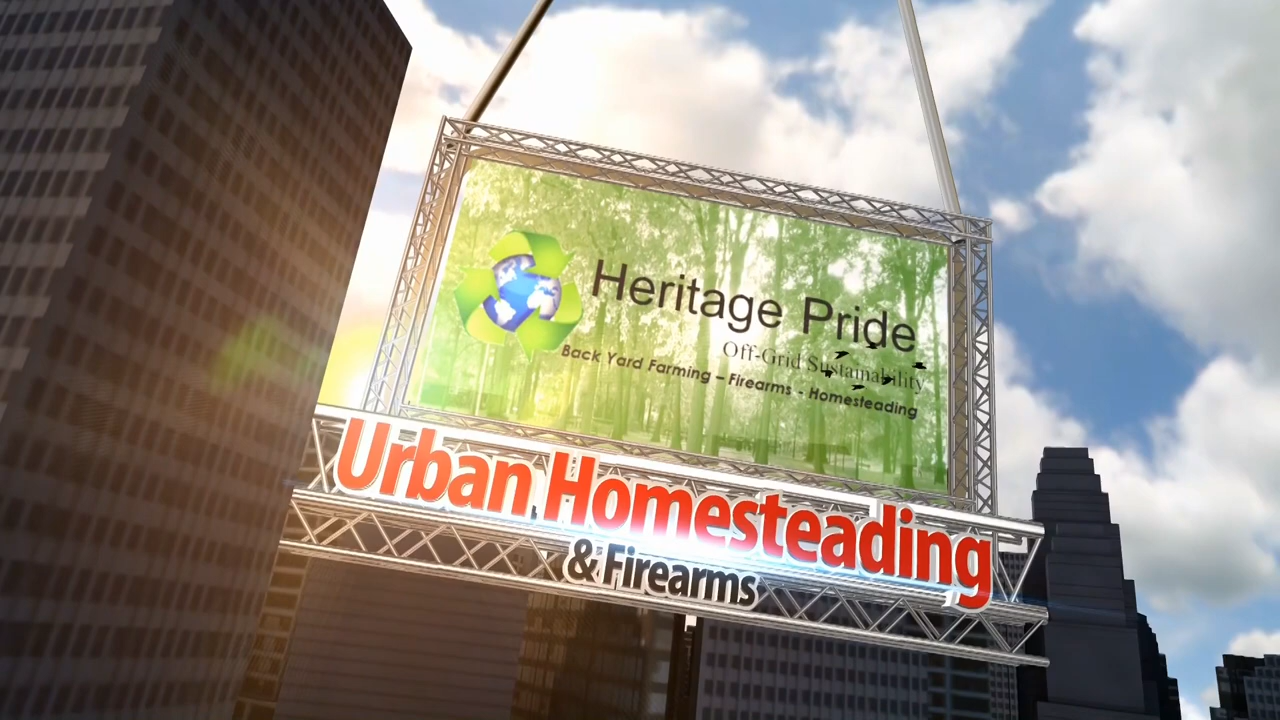 Heritage Pride
Off-Grid Sustainability
Back Yard Farming – Firearms - Homesteading
Urban Homesteading
& Firearms